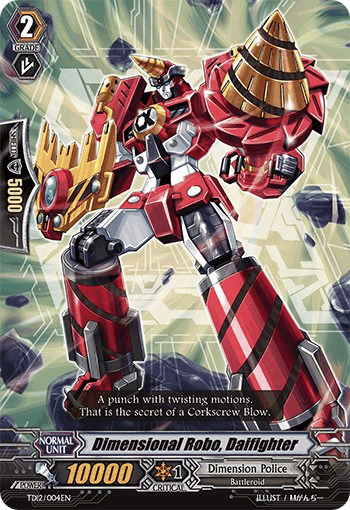 2
GRADE
SHIELD
5000
A punch with twisting motions.
That is the secret of a Corkscrew Blow.
NORMAL
UNIT
Dimensional Robo, Daifighter
POWER
10000
1
CRITICAL
Dimension Police
Battleroid
TD12/004EN
ILLUST /